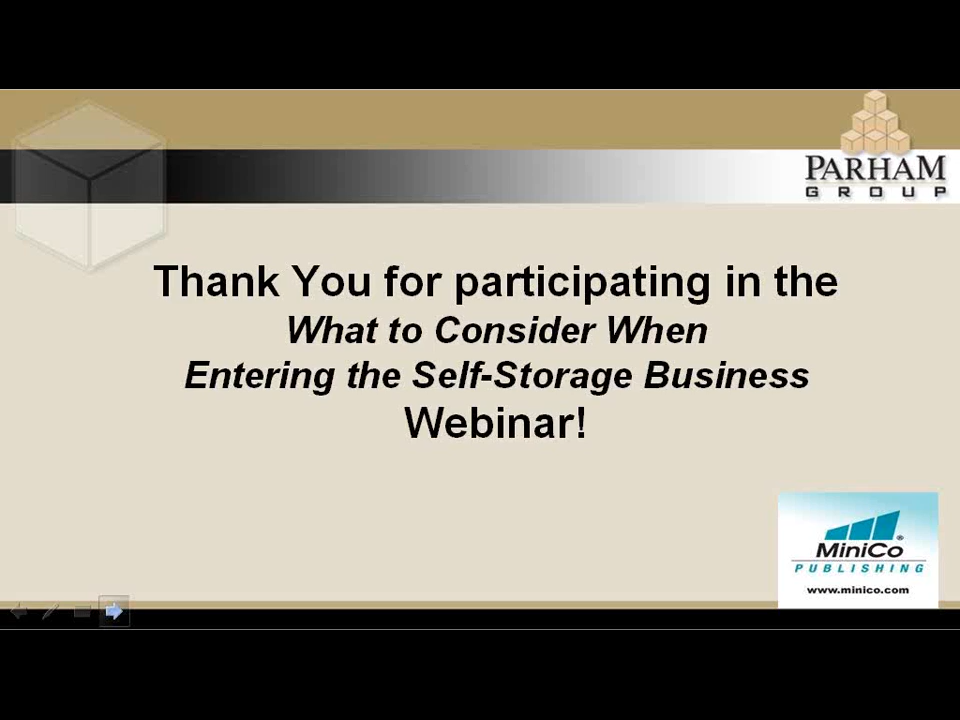 PARHAM
GROUP
Thank You for participating in the
What to Consider When
Entering the Self-Storage Business
Webinar!
MiniCo®
PUBLISHING
www.minico.com